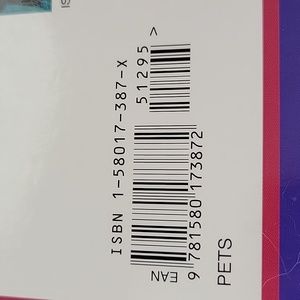 ISBN 1-58017-387-X
51295 >
EAN
9 781580 173872
PETS